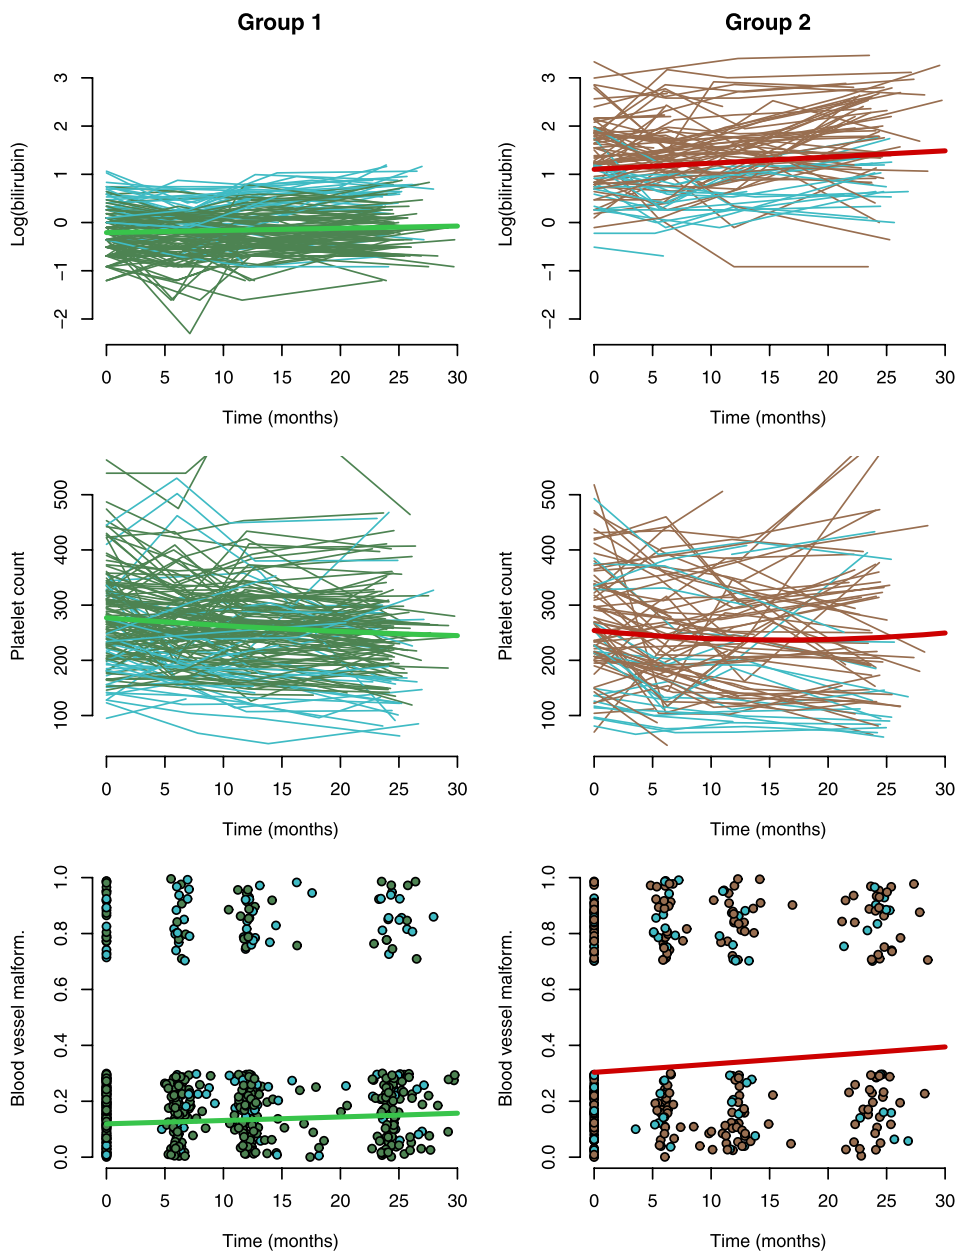 Group 1
Group 2
Log(biilrubin)
3
2
1
0
−1
−2
0 5 10 15 20 25 30
Time (months)
Log(biilrubin)
3
2
1
0
−1
−2
0 5 10 15 20 25 30
Time (months)
Platelet count
500
400
300
200
100
0 5 10 15 20 25 30
Time (months)
Platelet count
500
400
300
200
100
0 5 10 15 20 25 30
Time (months)
Blood vessel malform.
1.0
0.8
0.6
0.4
0.2
0.0
0 5 10 15 20 25 30
Time (months)
Blood vessel malform.
1.0
0.8
0.6
0.4
0.2
0.0
0 5 10 15 20 25 30
Time (months)